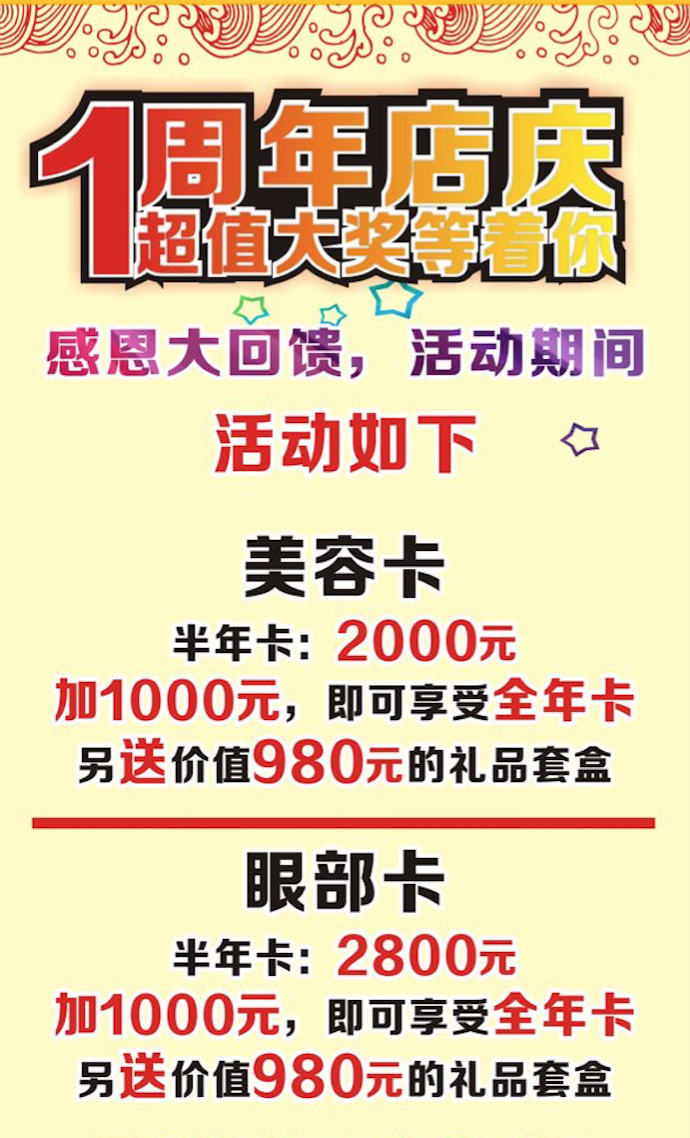 1周年店庆
超值大奖等着你
感恩大回馈，活动期间
活动如下
美容卡
半年卡：2000元
加1000元，即可享受全年卡
另送价值980元的礼品套盒
眼部卡
半年卡：2800元
加1000元，即可享受全年卡
另送价值980元的礼品套盒